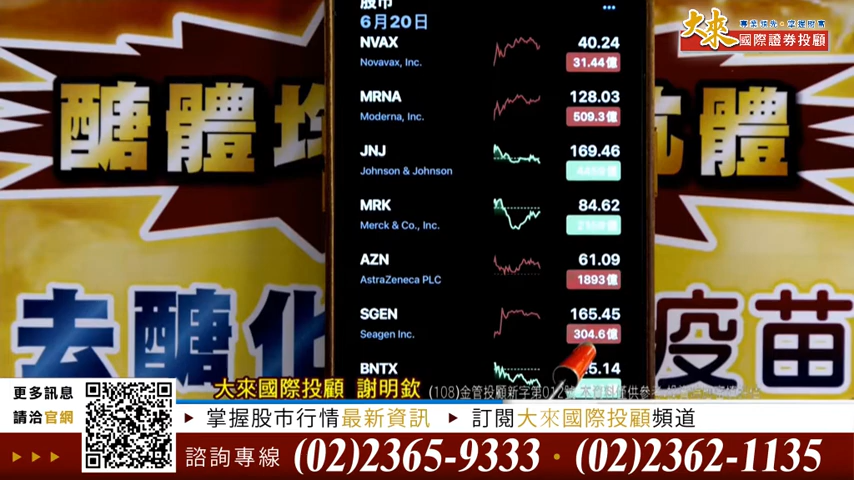 股市
6月20日
NVAX 40.24
Novavax, Inc. 31.44億
MRNA 128.03
Moderna, Inc. 509.3億
JNJ 169.46
Johnson & Johnson
MRK 84.62
Merck & Co., Inc.
AZN 61.09
AstraZeneca PLC 1893億
SGEN 165.45
Seagen Inc. 304.6億
BNTX
專業領先·掌握財富
大來
國際證券投顧
醣體
抗體
去醣化
疫苗
大來國際投顧 謝明欽
更多訊息
請洽官網
掌握股市行情最新資訊
訂閱大來國際投顧頻道
諮詢專線 (02)2365-9333 · (02)2362-1135